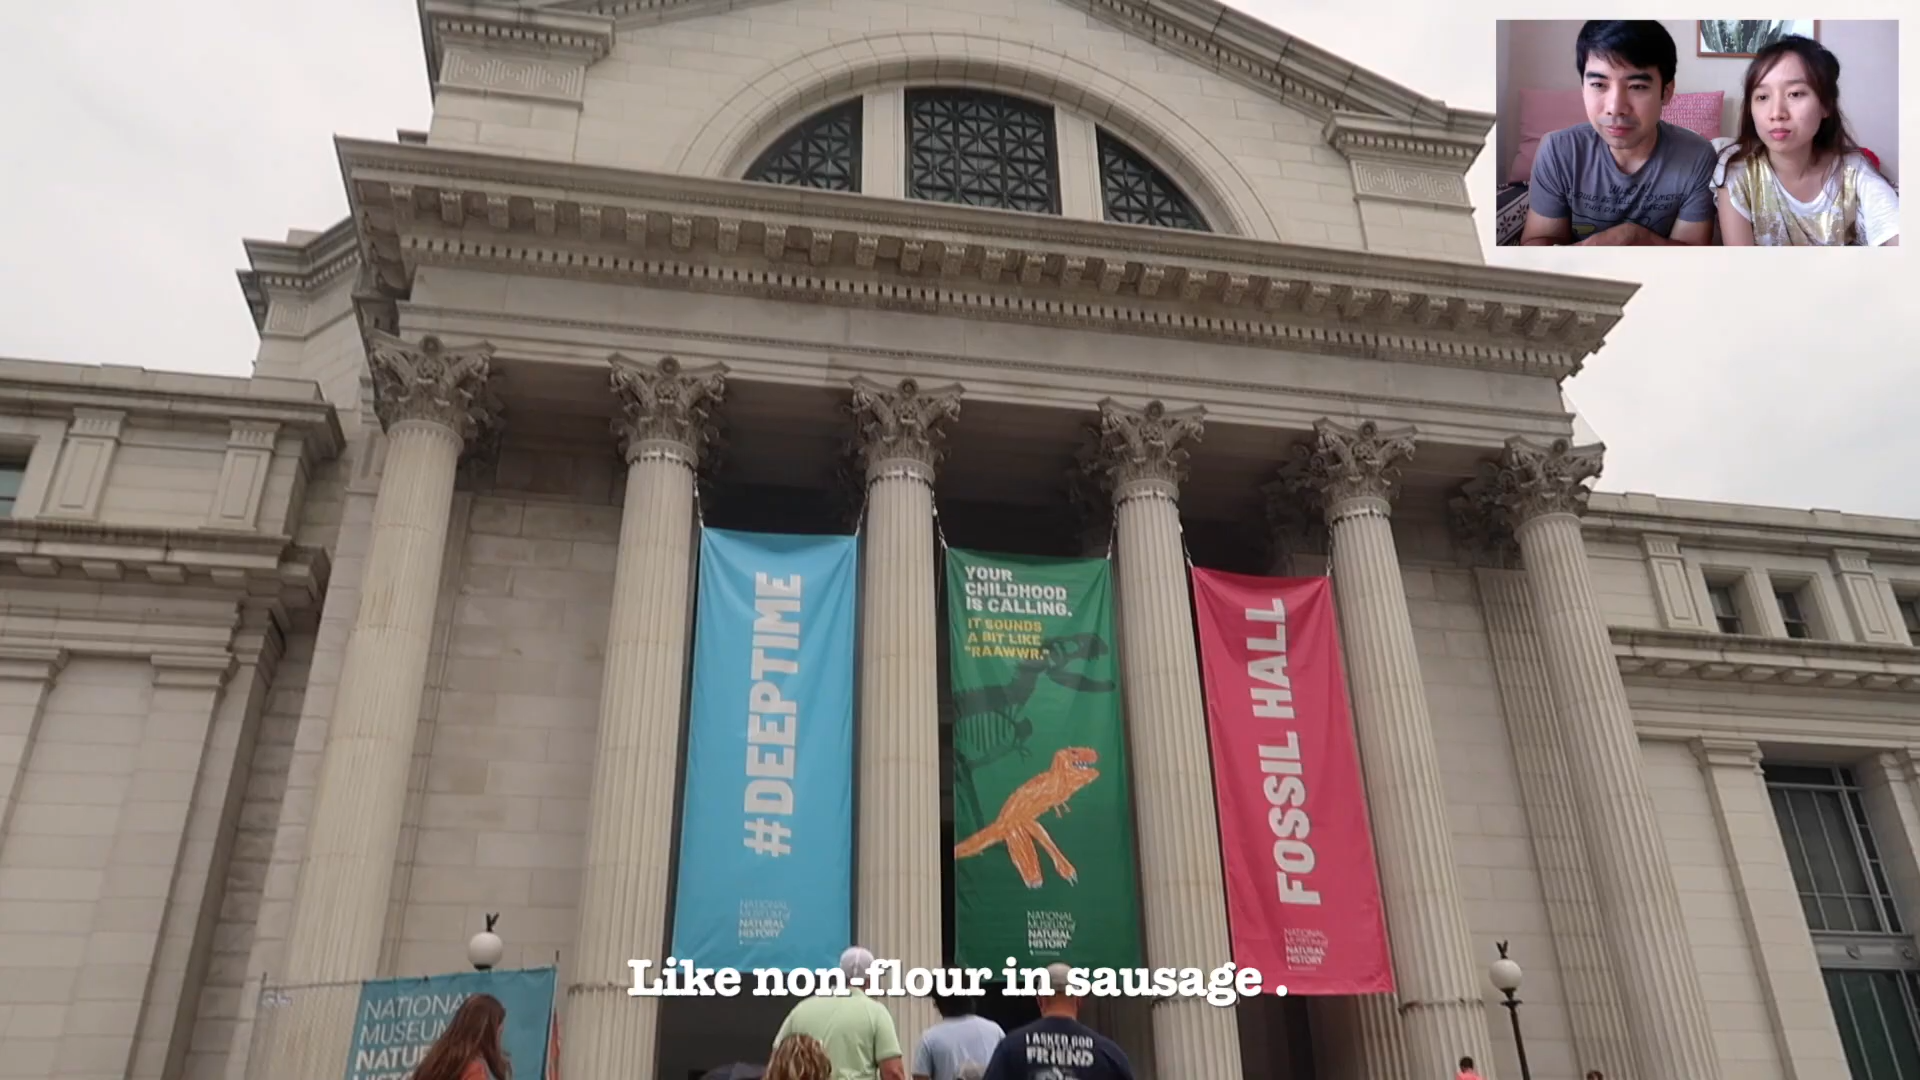 #DEEPTIME
NATIONAL
MUSEUM of
NATURAL
HISTORY
YOUR
CHILDHOOD
IS CALLING.
IT SOUNDS
A BIT LIKE
"RAAWWR."
NATIONAL
MUSEUM of
NATURAL
HISTORY
FOSSIL HALL
NATIONAL
MUSEUM of
NATURAL
HISTORY
Like non-flour in sausage .
NATIONAL
MUSEUM
NATU
I ASKED GOD
FRIEND